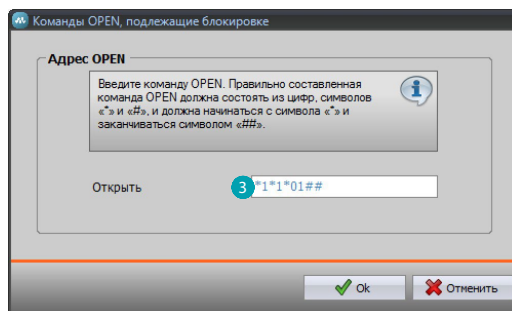 Команды OPEN, подлежащие блокировке
Адрес OPEN
Введите команду OPEN. Правильно составленная
команда OPEN должна состоять из цифр, символов
«*» и «#», и должна начинаться с символа «*» и
заканчиваться символом «##».
Открыть
3 *1*1*01##
Ok
Отменить